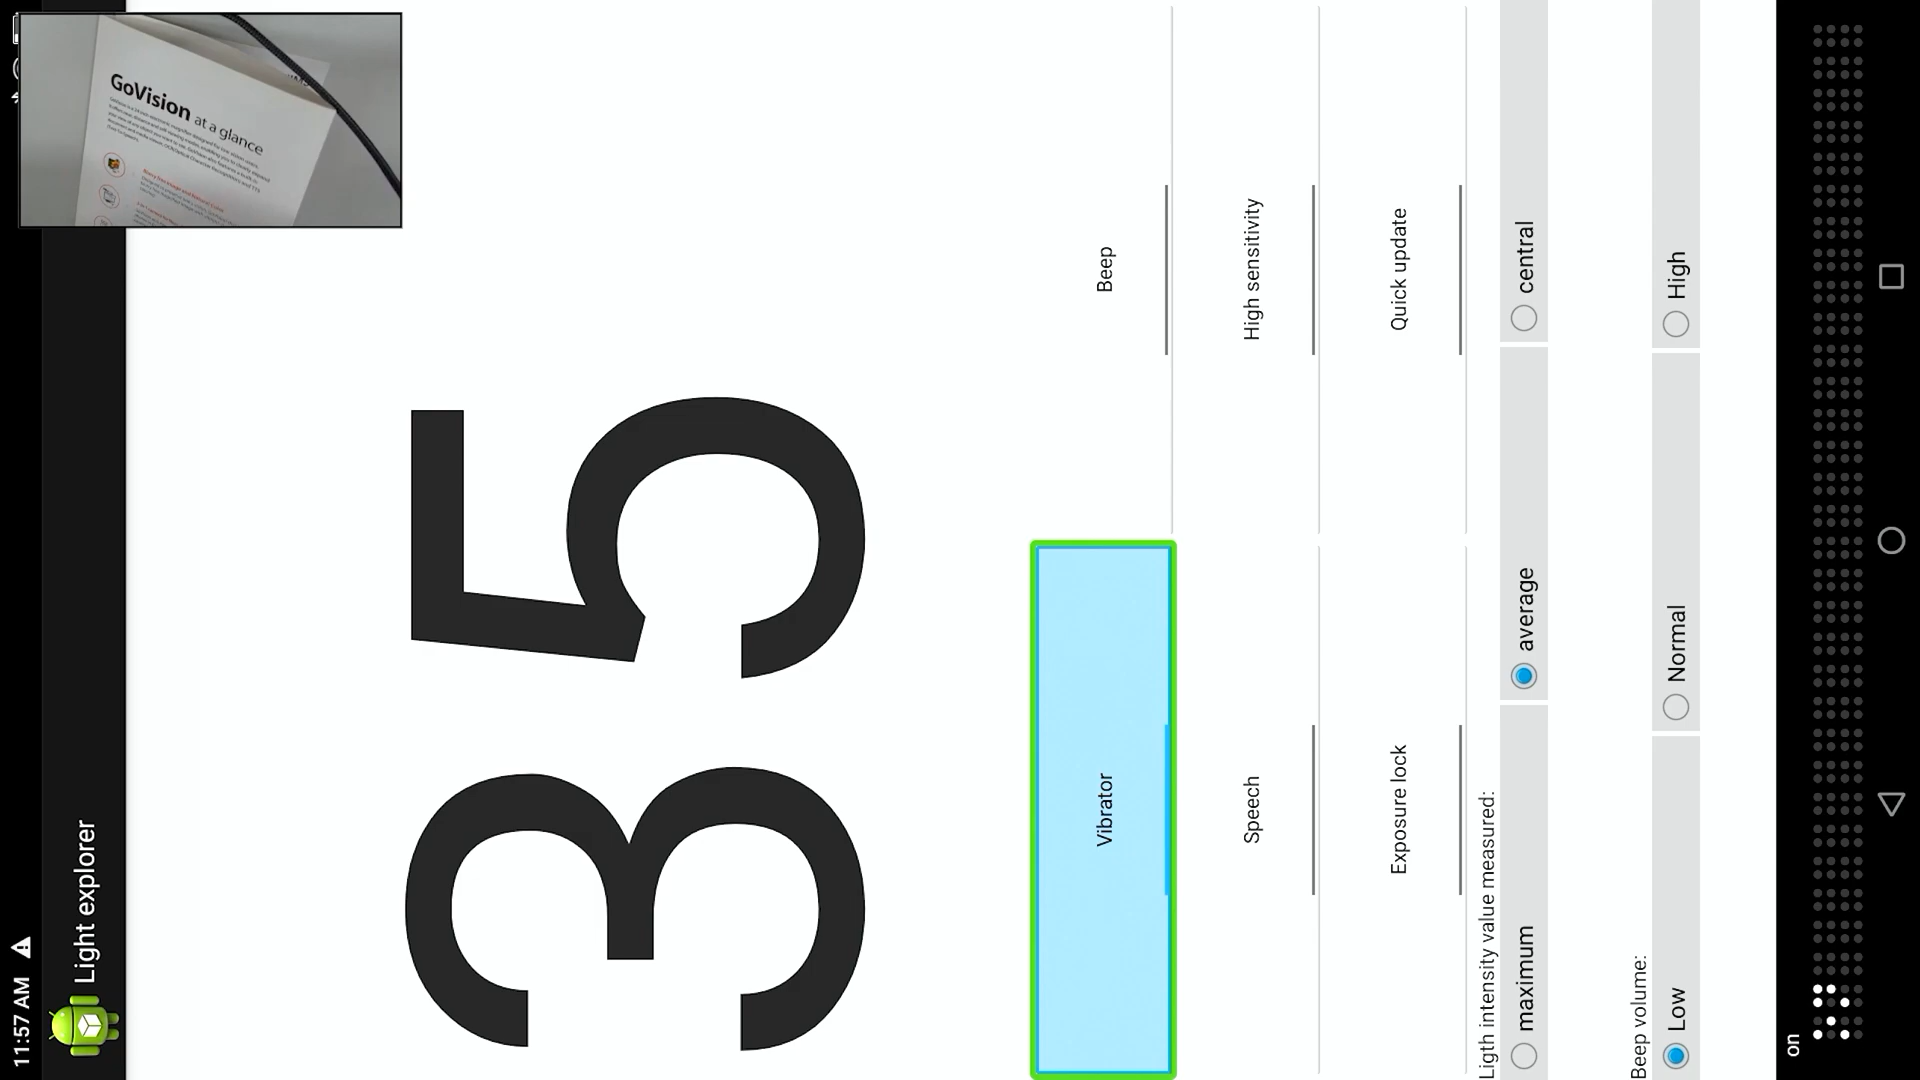 11:57 AM
Light explorer
35
Vibrator
Beep
Speech
High sensitivity
Exposure lock
Quick update
Ligth intensity value measured:
maximum
average
central
Beep volume:
Low
Normal
High
on
GoVision at a glance